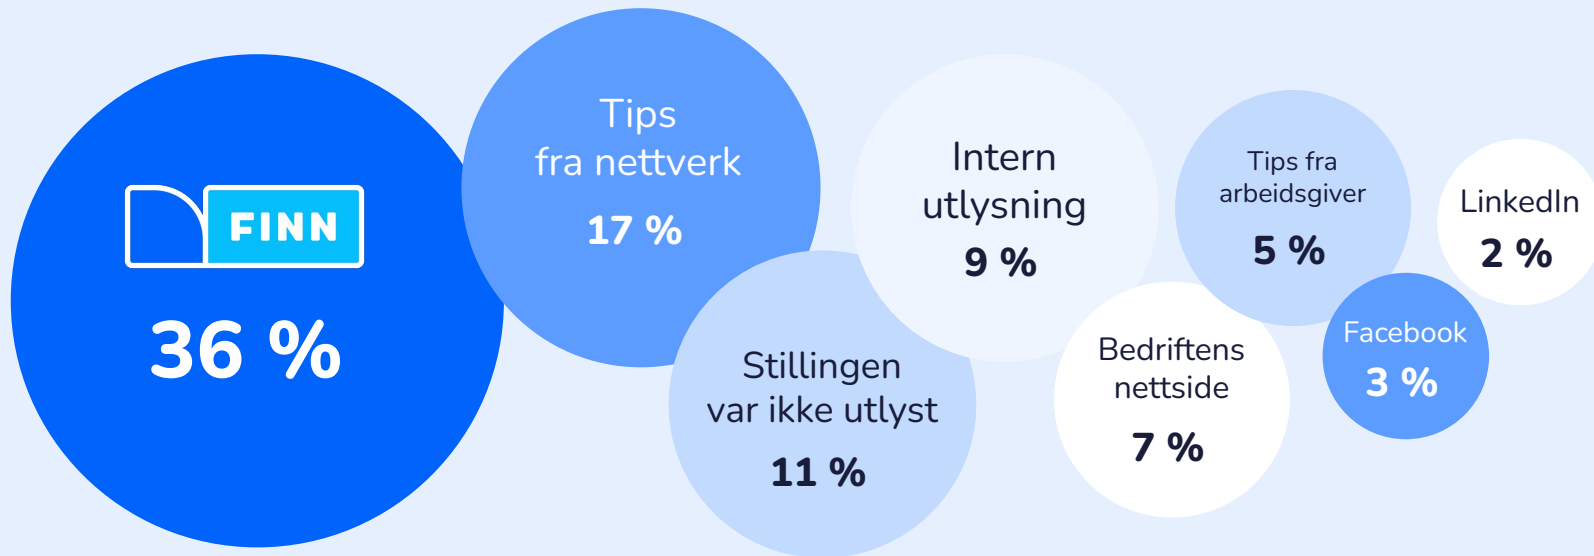 FINN
36 %
Tips
fra nettverk
17 %
Stillingen
var ikke utlyst
11 %
Intern
utlysning
9 %
Bedriftens
nettside
7 %
Tips fra
arbeidsgiver
5 %
Facebook
3 %
LinkedIn
2 %